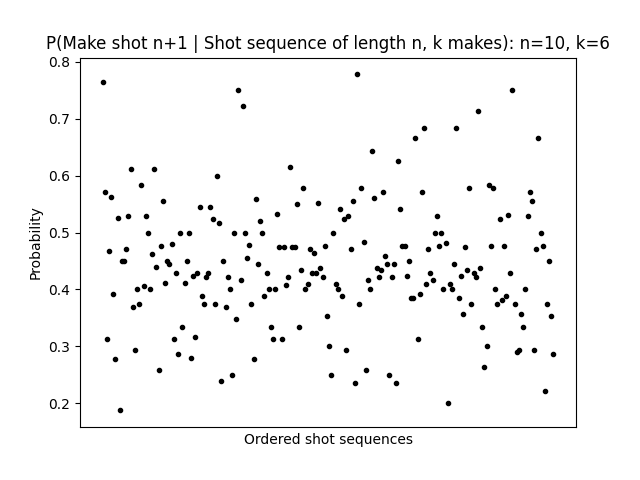 P(Make shot n+1 | Shot sequence of length n, k makes): n=10, k=6
0.8
0.7
0.6
0.5
0.4
0.3
0.2
Probability
Ordered shot sequences